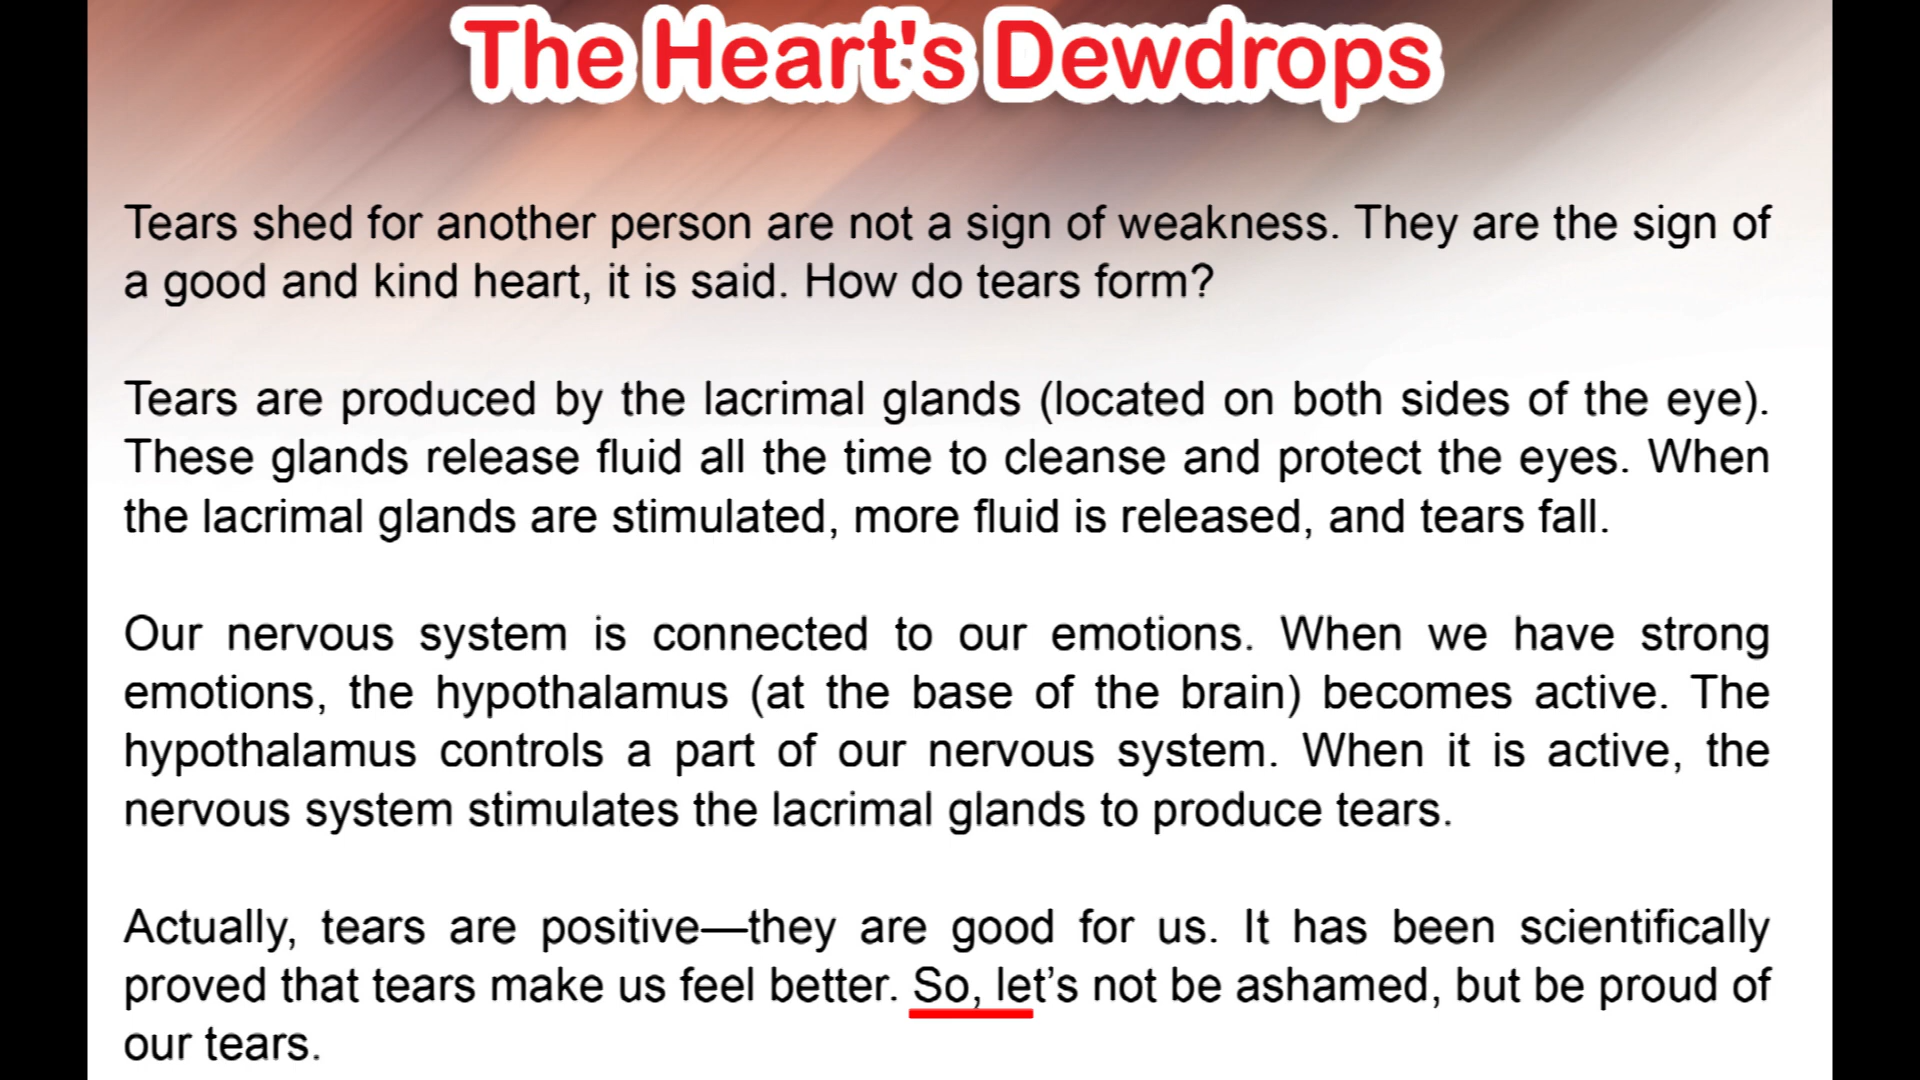 The Heart's Dewdrops
Tears shed for another person are not a sign of weakness. They are the sign of
a good and kind heart, it is said. How do tears form?
Tears are produced by the lacrimal glands (located on both sides of the eye).
These glands release fluid all the time to cleanse and protect the eyes. When
the lacrimal glands are stimulated, more fluid is released, and tears fall.
Our nervous system is connected to our emotions. When we have strong
emotions, the hypothalamus (at the base of the brain) becomes active. The
hypothalamus controls a part of our nervous system. When it is active, the
nervous system stimulates the lacrimal glands to produce tears.
Actually, tears are positive—they are good for us. It has been scientifically
proved that tears make us feel better. So, let’s not be ashamed, but be proud of
our tears.